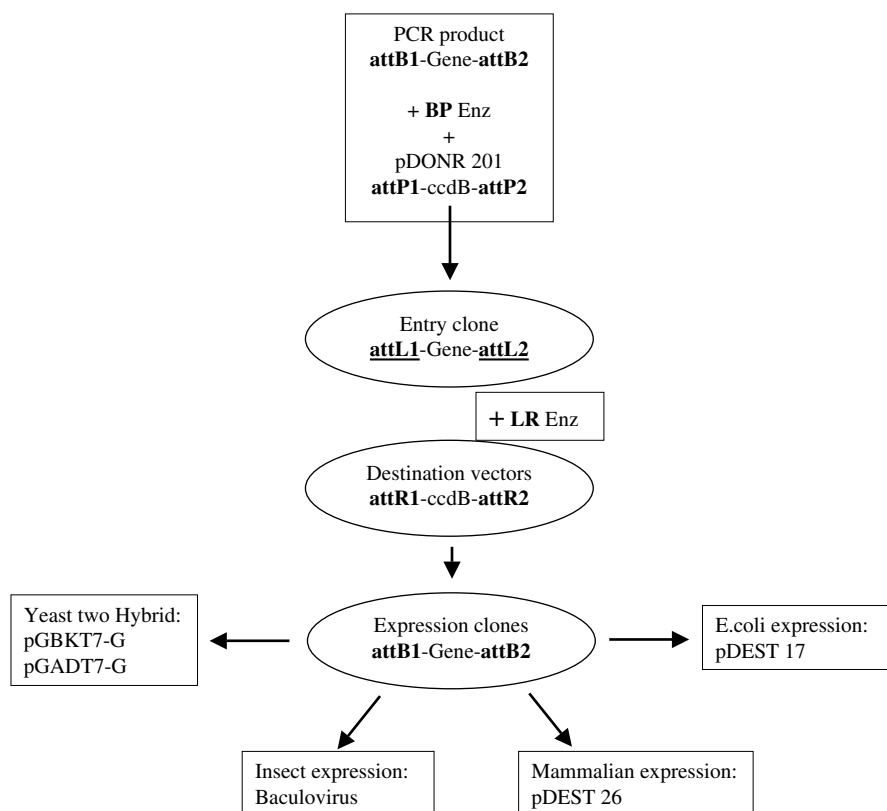 PCR product
attB1-Gene-attB2
+ BP Enz
+
pDONR 201
attP1-ccdB-attP2
Entry clone
attL1-Gene-attL2
+ LR Enz
Destination vectors
attR1-ccdB-attR2
Expression clones
attB1-Gene-attB2
Yeast two Hybrid:
pGBKT7-G
pGADT7-G
E.coli expression:
pDEST 17
Insect expression:
Baculovirus
Mammalian expression:
pDEST 26